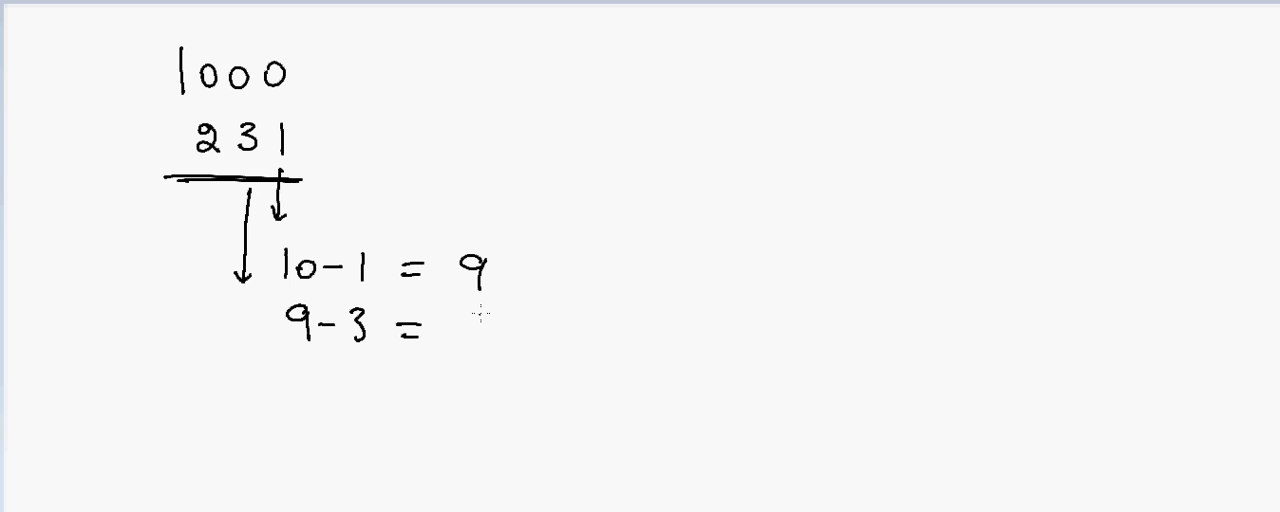 1000
231
10-1 = 9
9-3 =